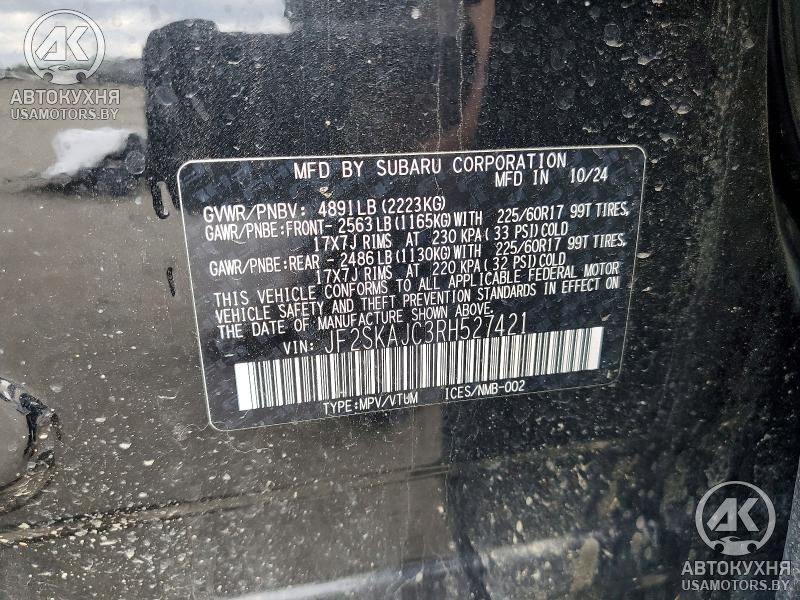 АК
АВТОКУХНЯ
USAMOTORS.BY
MFD BY SUBARU CORPORATION
MFD IN 10/24
GVWR/PNBV: 4891LB(2223KG)
GAWR/PNBE:FRONT- 2563LB(1165KG)WITH 225/60R17 99T TIRES,
17X7J RIMS AT 230 KPA(33 PSI)COLD
GAWR/PNBE:REAR - 2486LB(1130KG)WITH 225/60R17 99T TIRES,
17X7J RIMS AT 220 KPA(32 PSI)COLD
THIS VEHICLE CONFORMS TO ALL APPLICABLE FEDERAL MOTOR
VEHICLE SAFETY AND THEFT PREVENTION STANDARDS IN EFFECT ON
THE DATE OF MANUFACTURE SHOWN ABOVE.
VIN: JF2SKAJC3RH527421
TYPE:MPV/VTUM ICES/NMB-002
АК
АВТОКУХНЯ
USAMOTORS.BY